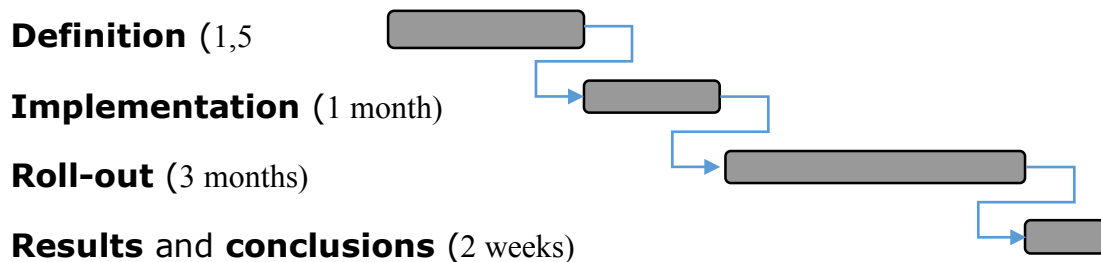 Definition (1,5
Implementation (1 month)
Roll-out (3 months)
Results and conclusions (2 weeks)